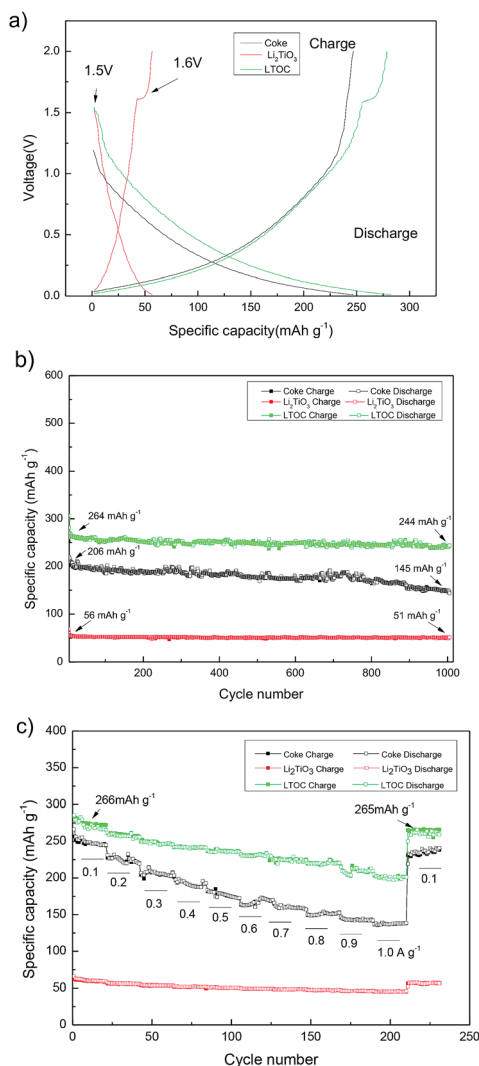 a)
Coke
Li₂TiO₃
LTOC
Charge
1.5V
1.6V
Discharge
2.0
1.5
1.0
0.5
0.0
Voltage(V)
0 50 100 150 200 250 300
Specific capacity(mAh g⁻¹)
b)
600
500
400
300
200
100
0
Specific capacity (mAh g⁻¹)
Coke Charge Coke Discharge
Li₂TiO₃ Charge Li₂TiO₃ Discharge
LTOC Charge LTOC Discharge
264 mAh g⁻¹
244 mAh g⁻¹
206 mAh g⁻¹
145 mAh g⁻¹
56 mAh g⁻¹
51 mAh g⁻¹
200 400 600 800 1000
Cycle number
c)
400
350
300
250
200
150
100
50
0
Specific capacity (mAh g⁻¹)
Coke Charge Coke Discharge
Li₂TiO₃ Charge Li₂TiO₃ Discharge
LTOC Charge LTOC Discharge
266mAh g⁻¹
265mAh g⁻¹
0.1
0.2
0.3
0.4
0.5
0.6
0.7
0.8
0.9
1.0 A g⁻¹
0.1
0 50 100 150 200 250
Cycle number